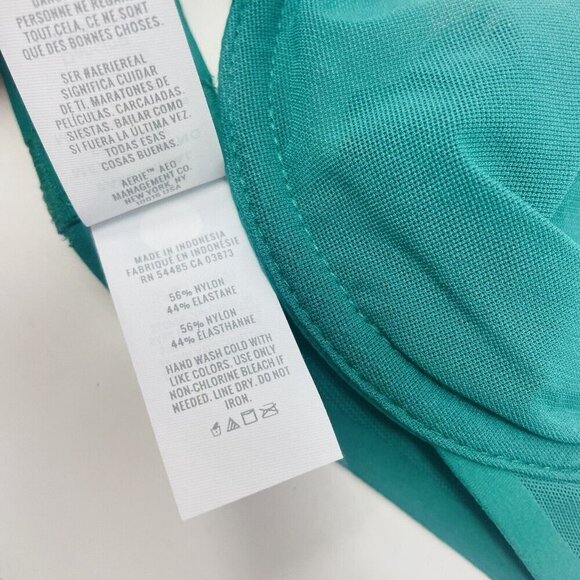 PERSONNE NE REGARDE
TOUT CELA, CE NE SONT
QUE DES BONNES CHOSES.
SER #AERIEREAL
SIGNIFICA CUIDAR
DE TI. MARATONES DE
PELÍCULAS. CARCAJADAS.
SIESTAS. BAILAR COMO
SI FUERA LA ÚLTIMA VEZ.
TODAS ESAS
COSAS BUENAS.
AERIE™ AEO
MANAGEMENT CO.
NEW YORK, NY
10018 USA
MADE IN INDONESIA
FABRIQUE EN INDONÉSIE
RN 54485 CA 03873
56% NYLON
44% ELASTANE
56% NYLON
44% ÉLASTHANNE
HAND WASH COLD WITH
LIKE COLORS. USE ONLY
NON-CHLORINE BLEACH IF
NEEDED. LINE DRY. DO NOT
IRON.